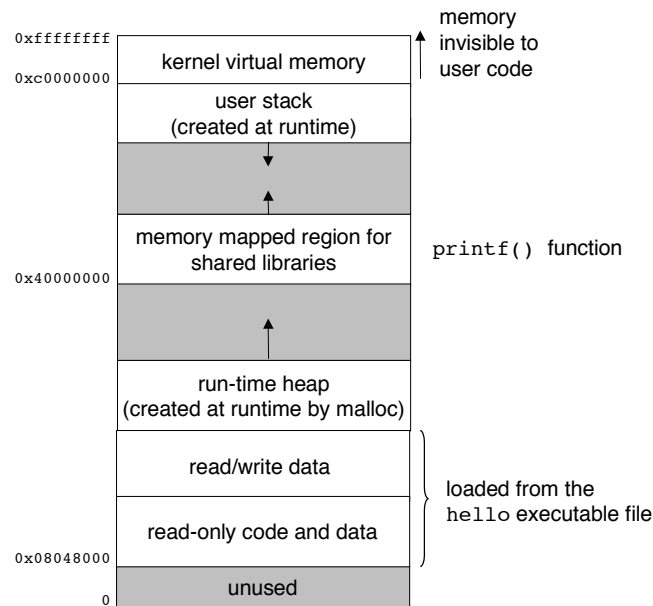 memory
invisible to
user code
0xffffffff
kernel virtual memory
0xc0000000
user stack
(created at runtime)
memory mapped region for
shared libraries
printf() function
0x40000000
run-time heap
(created at runtime by malloc)
read/write data
loaded from the
hello executable file
read-only code and data
0x08048000
unused
0